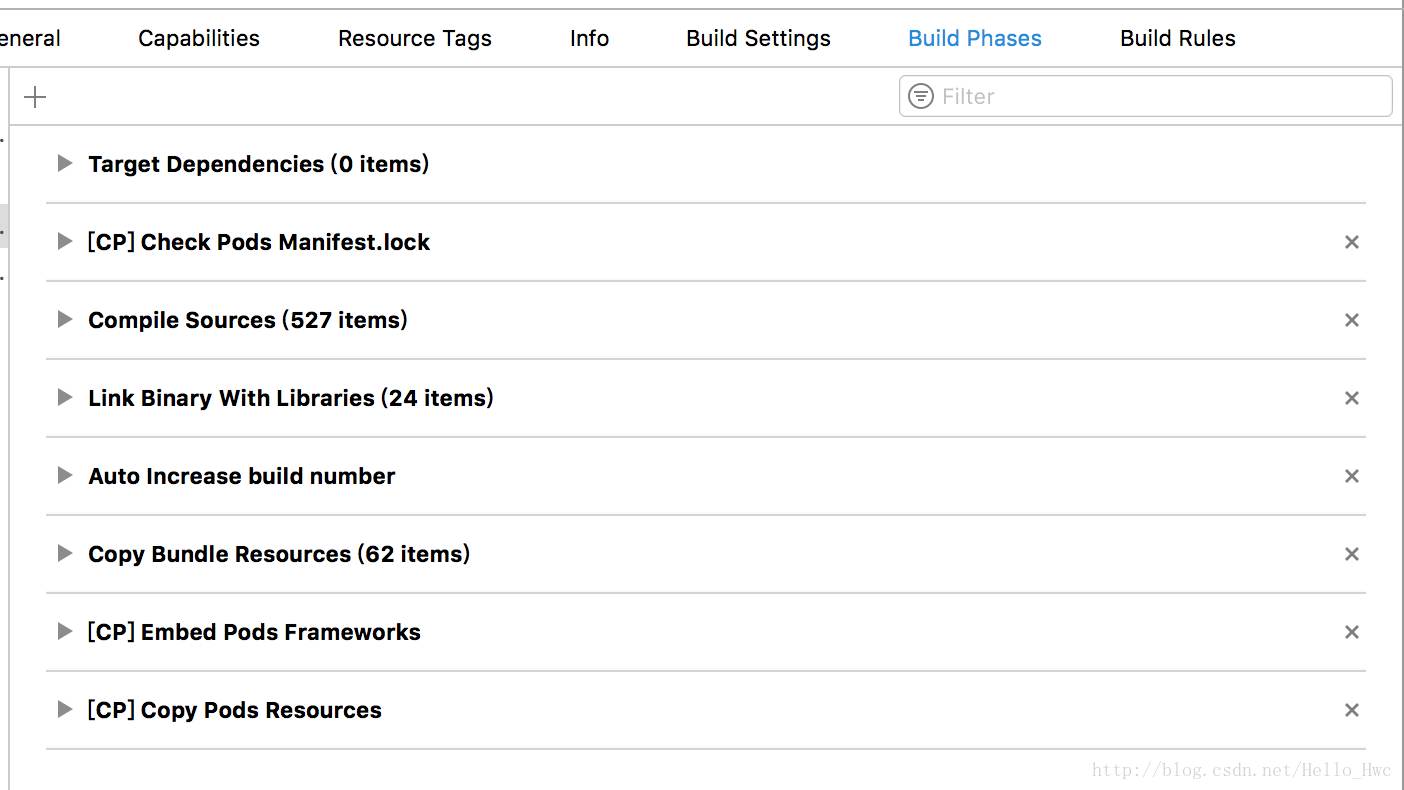 eneral Capabilities Resource Tags Info Build Settings Build Phases Build Rules
Filter
Target Dependencies (0 items)
[CP] Check Pods Manifest.lock
Compile Sources (527 items)
Link Binary With Libraries (24 items)
Auto Increase build number
Copy Bundle Resources (62 items)
[CP] Embed Pods Frameworks
[CP] Copy Pods Resources
http://blog.csdn.net/Hello_Hwc